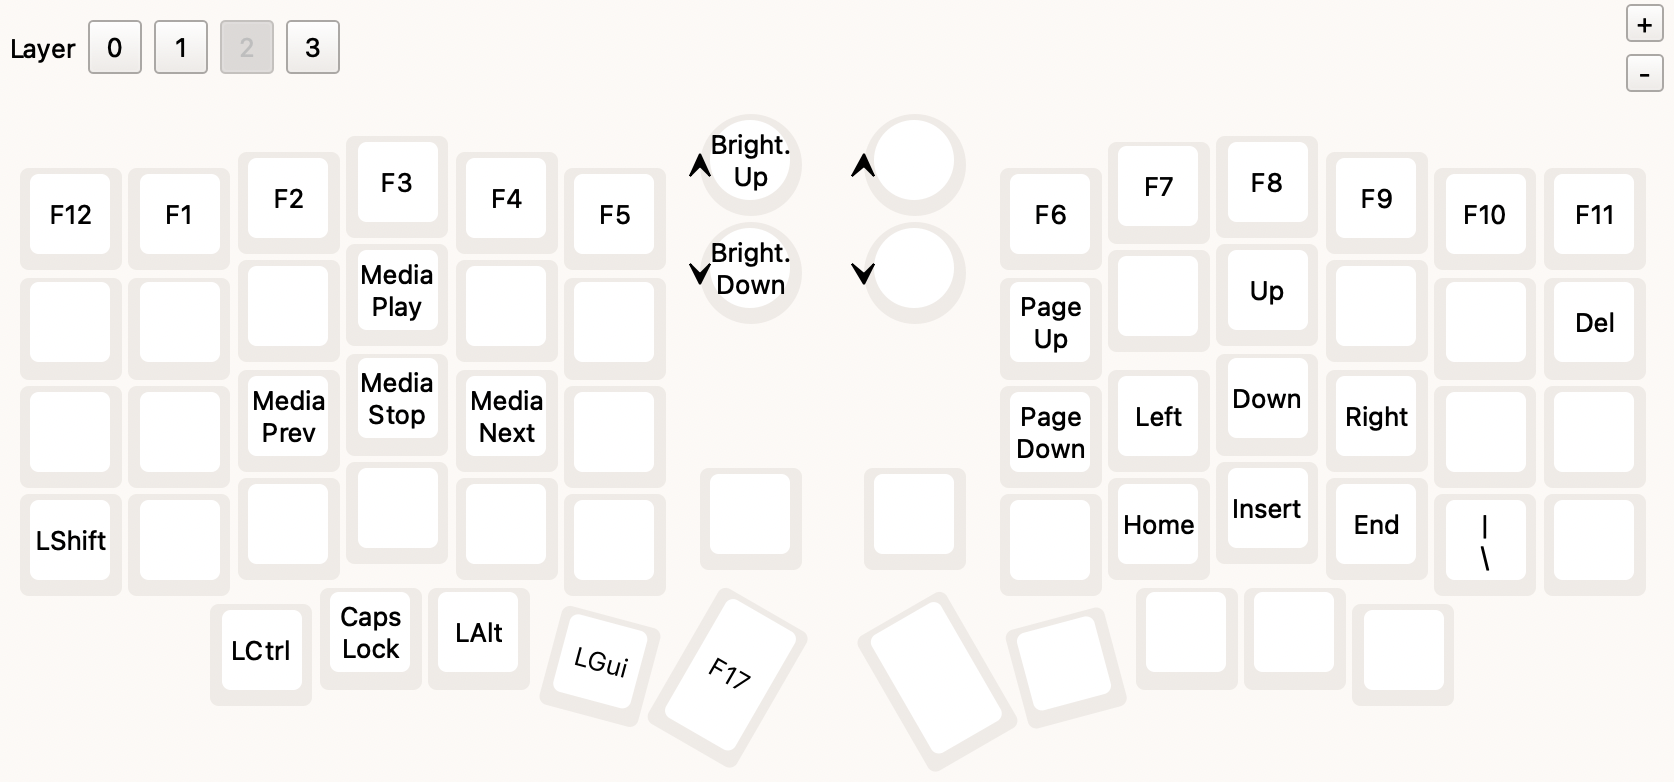 Layer 0 1 2 3
+
-
Bright.
Up
F12 F1 F2 F3 F4 F5
F6 F7 F8 F9 F10 F11
Bright.
Down
Media
Play
Page
Up
Up
Del
Media
Prev
Media
Stop
Media
Next
Page
Down
Left
Down
Right
LShift
Home
Insert
End
|
\
LCtrl
Caps
Lock
LAlt
LGui
F17